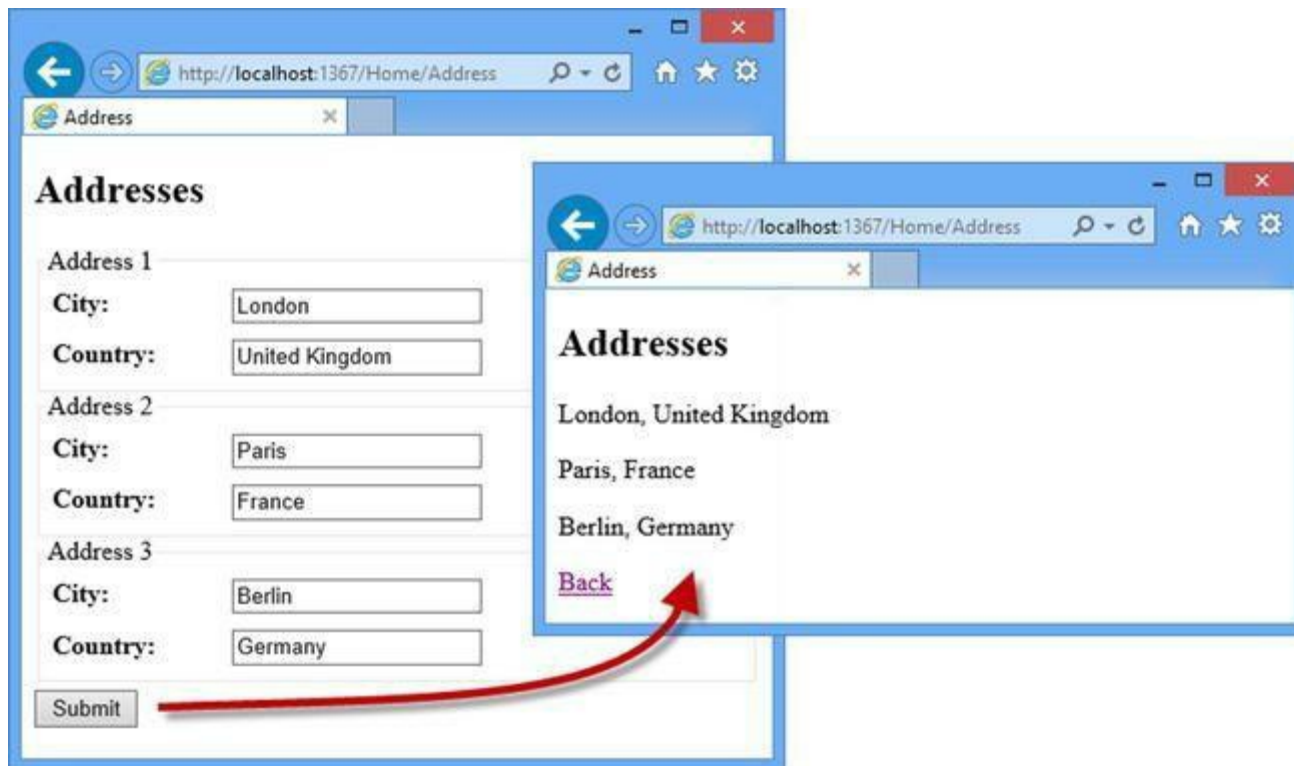 http://localhost:1367/Home/Address
Address
Addresses
Address 1
City: London
Country: United Kingdom
Address 2
City: Paris
Country: France
Address 3
City: Berlin
Country: Germany
Submit
http://localhost:1367/Home/Address
Address
Addresses
London, United Kingdom
Paris, France
Berlin, Germany
Back